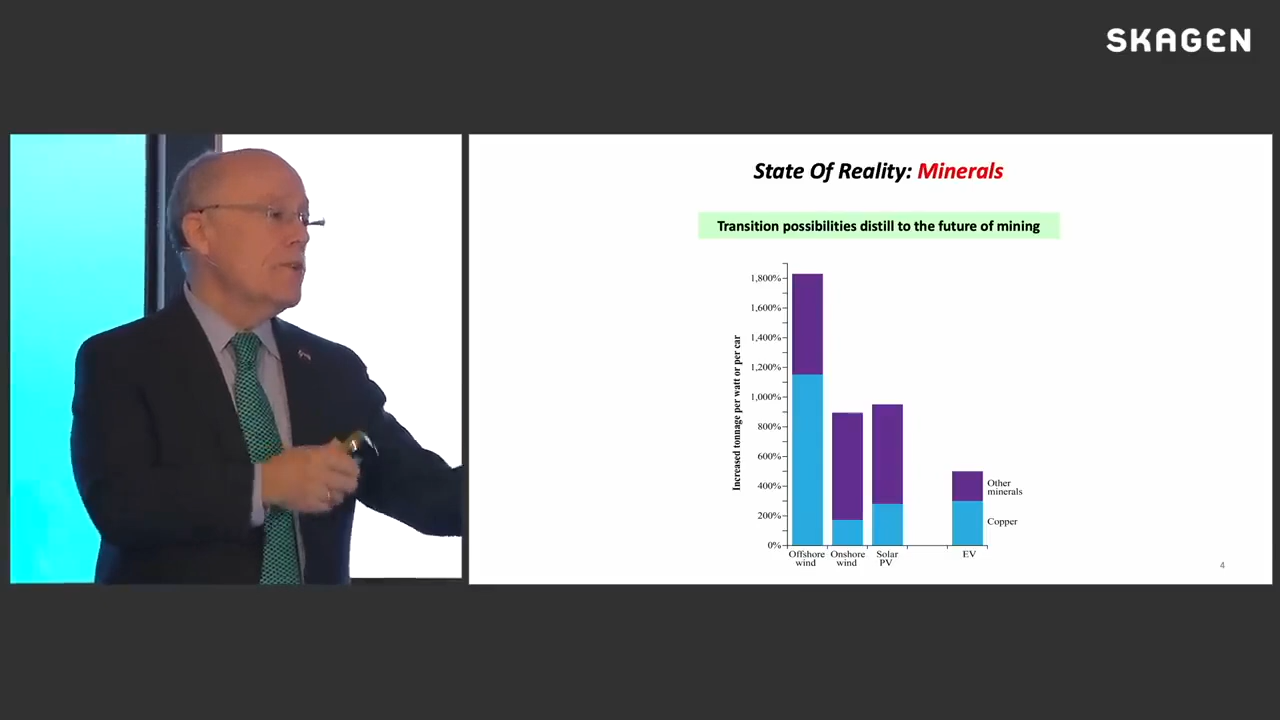 SKAGEN
State Of Reality: Minerals
Transition possibilities distill to the future of mining
Increased tonnage per watt or per car
1,800%
1,600%
1,400%
1,200%
1,000%
800%
600%
400%
200%
0%
Other
minerals
Copper
Offshore
wind
Onshore
wind
Solar
PV
EV
4